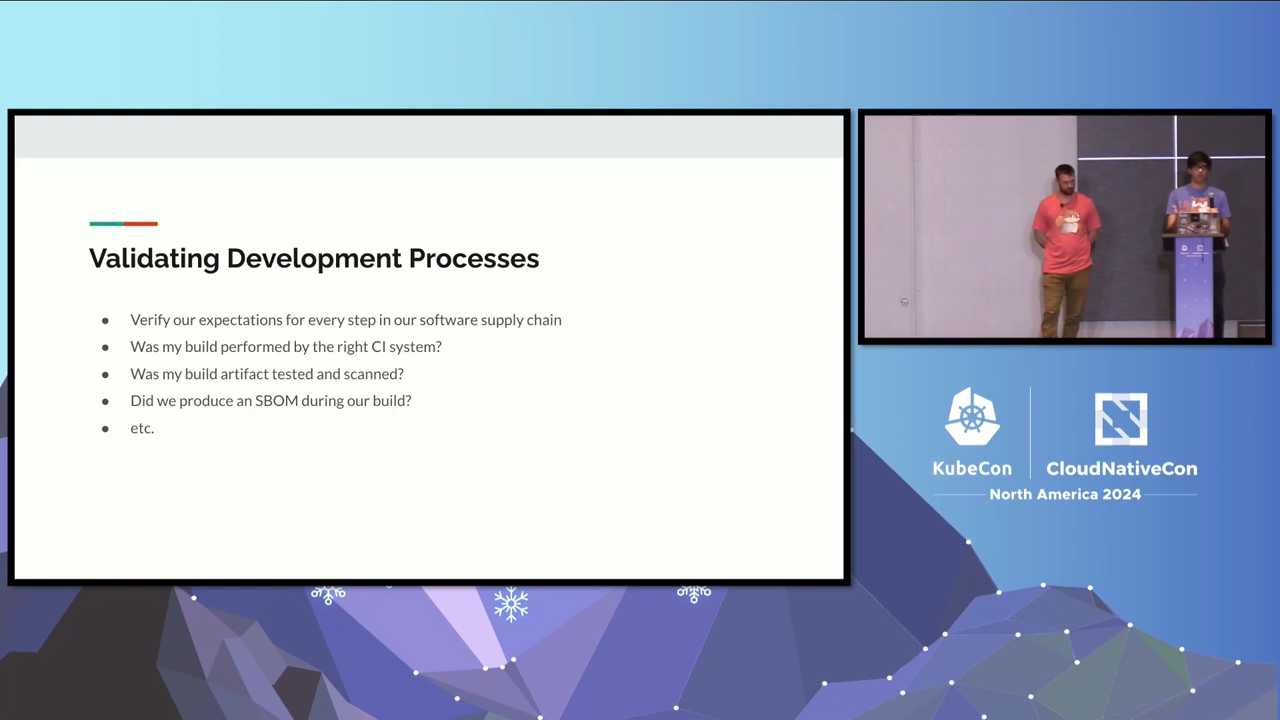 Validating Development Processes
● Verify our expectations for every step in our software supply chain
● Was my build performed by the right CI system?
● Was my build artifact tested and scanned?
● Did we produce an SBOM during our build?
● etc.
KubeCon
CloudNativeCon
North America 2024